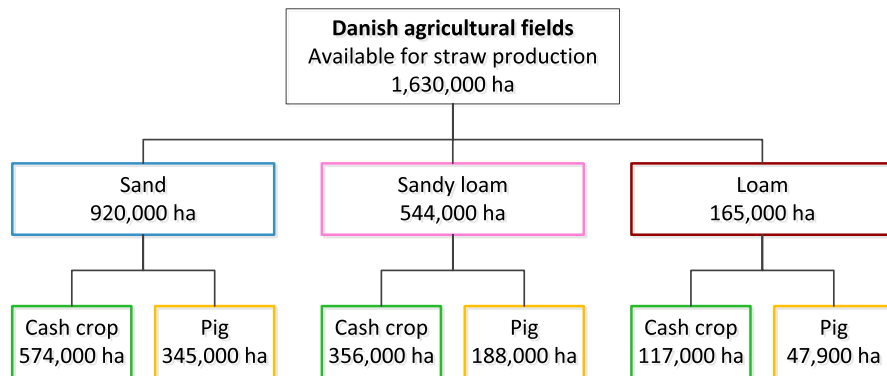 Danish agricultural fields
Available for straw production
1,630,000 ha
Sand
920,000 ha
Sandy loam
544,000 ha
Loam
165,000 ha
Cash crop
574,000 ha
Pig
345,000 ha
Cash crop
356,000 ha
Pig
188,000 ha
Cash crop
117,000 ha
Pig
47,900 ha